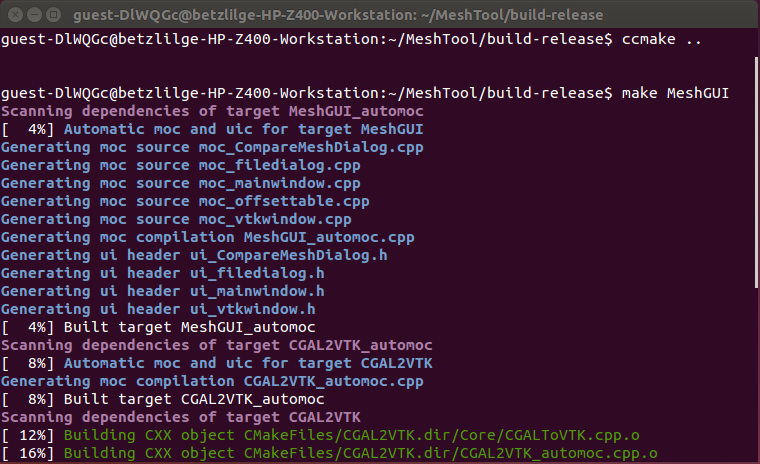 guest-DlWQGc@betzlilge-HP-Z400-Workstation: ~/MeshTool/build-release
guest-DlWQGc@betzlilge-HP-Z400-Workstation:~/MeshTool/build-release$ ccmake ..
guest-DlWQGc@betzlilge-HP-Z400-Workstation:~/MeshTool/build-release$ make MeshGUI
Scanning dependencies of target MeshGUI_automoc
[  4%] Automatic moc and uic for target MeshGUI
Generating moc source moc_CompareMeshDialog.cpp
Generating moc source moc_filedialog.cpp
Generating moc source moc_mainwindow.cpp
Generating moc source moc_offsettable.cpp
Generating moc source moc_vtkwindow.cpp
Generating moc compilation MeshGUI_automoc.cpp
Generating ui header ui_CompareMeshDialog.h
Generating ui header ui_filedialog.h
Generating ui header ui_mainwindow.h
Generating ui header ui_vtkwindow.h
[  4%] Built target MeshGUI_automoc
Scanning dependencies of target CGAL2VTK_automoc
[  8%] Automatic moc and uic for target CGAL2VTK
Generating moc compilation CGAL2VTK_automoc.cpp
[  8%] Built target CGAL2VTK_automoc
Scanning dependencies of target CGAL2VTK
[ 12%] Building CXX object CMakeFiles/CGAL2VTK.dir/Core/CGALToVTK.cpp.o
[ 16%] Building CXX object CMakeFiles/CGAL2VTK.dir/CGAL2VTK_automoc.cpp.o